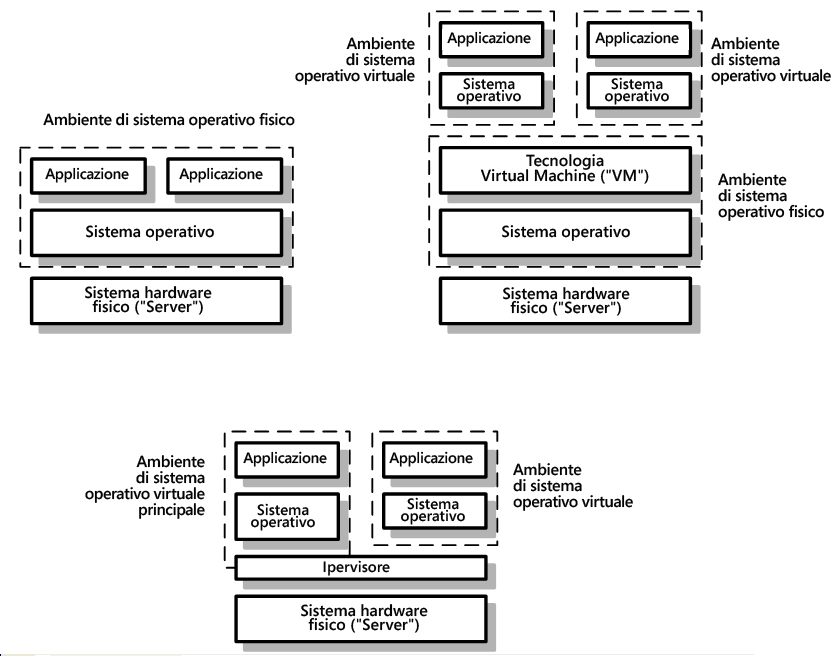 Ambiente di sistema operativo fisico
Applicazione
Applicazione
Sistema operativo
Sistema hardware
fisico ("Server")
Ambiente
di sistema
operativo virtuale
Applicazione
Sistema
operativo
Applicazione
Sistema
operativo
Ambiente
di sistema
operativo virtuale
Tecnologia
Virtual Machine ("VM")
Sistema operativo
Ambiente
di sistema
operativo fisico
Sistema hardware
fisico ("Server")
Ambiente
di sistema
operativo virtuale
principale
Applicazione
Sistema
operativo
Applicazione
Sistema
operativo
Ambiente
di sistema
operativo virtuale
Ipervisore
Sistema hardware
fisico ("Server")